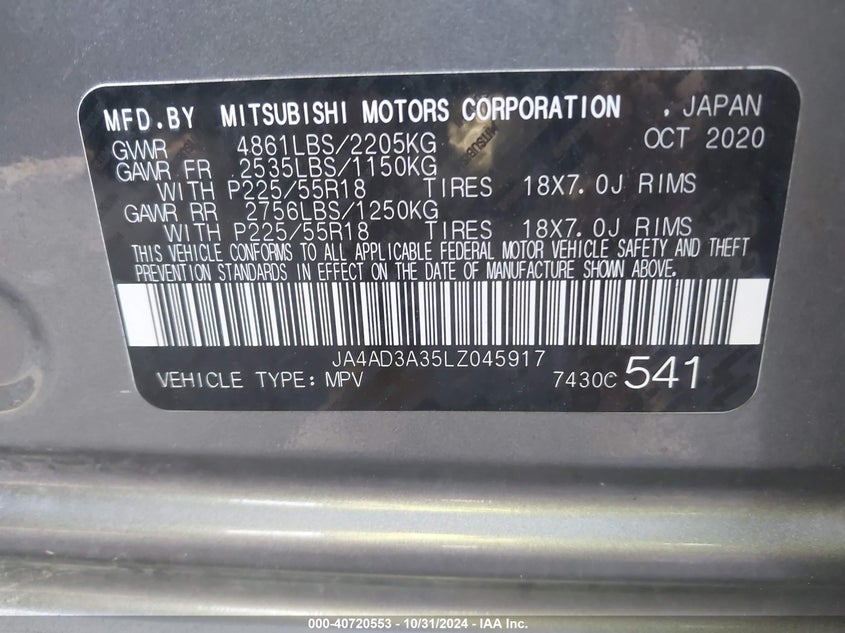 MFD.BY MITSUBISHI MOTORS CORPORATION , JAPAN
GVWR 4861LBS/2205KG OCT 2020
GAWR FR 2535LBS/1150KG
WITH P225/55R18 TIRES 18X7.0J RIMS
GAWR RR 2756LBS/1250KG
WITH P225/55R18 TIRES 18X7.0J RIMS
THIS VEHICLE CONFORMS TO ALL APPLICABLE FEDERAL MOTOR VEHICLE SAFETY AND THEFT
PREVENTION STANDARDS IN EFFECT ON THE DATE OF MANUFACTURE SHOWN ABOVE.
JA4AD3A35LZ045917
VEHICLE TYPE: MPV 7430C 541
000-40720553 - 10/31/2024 - IAA Inc.